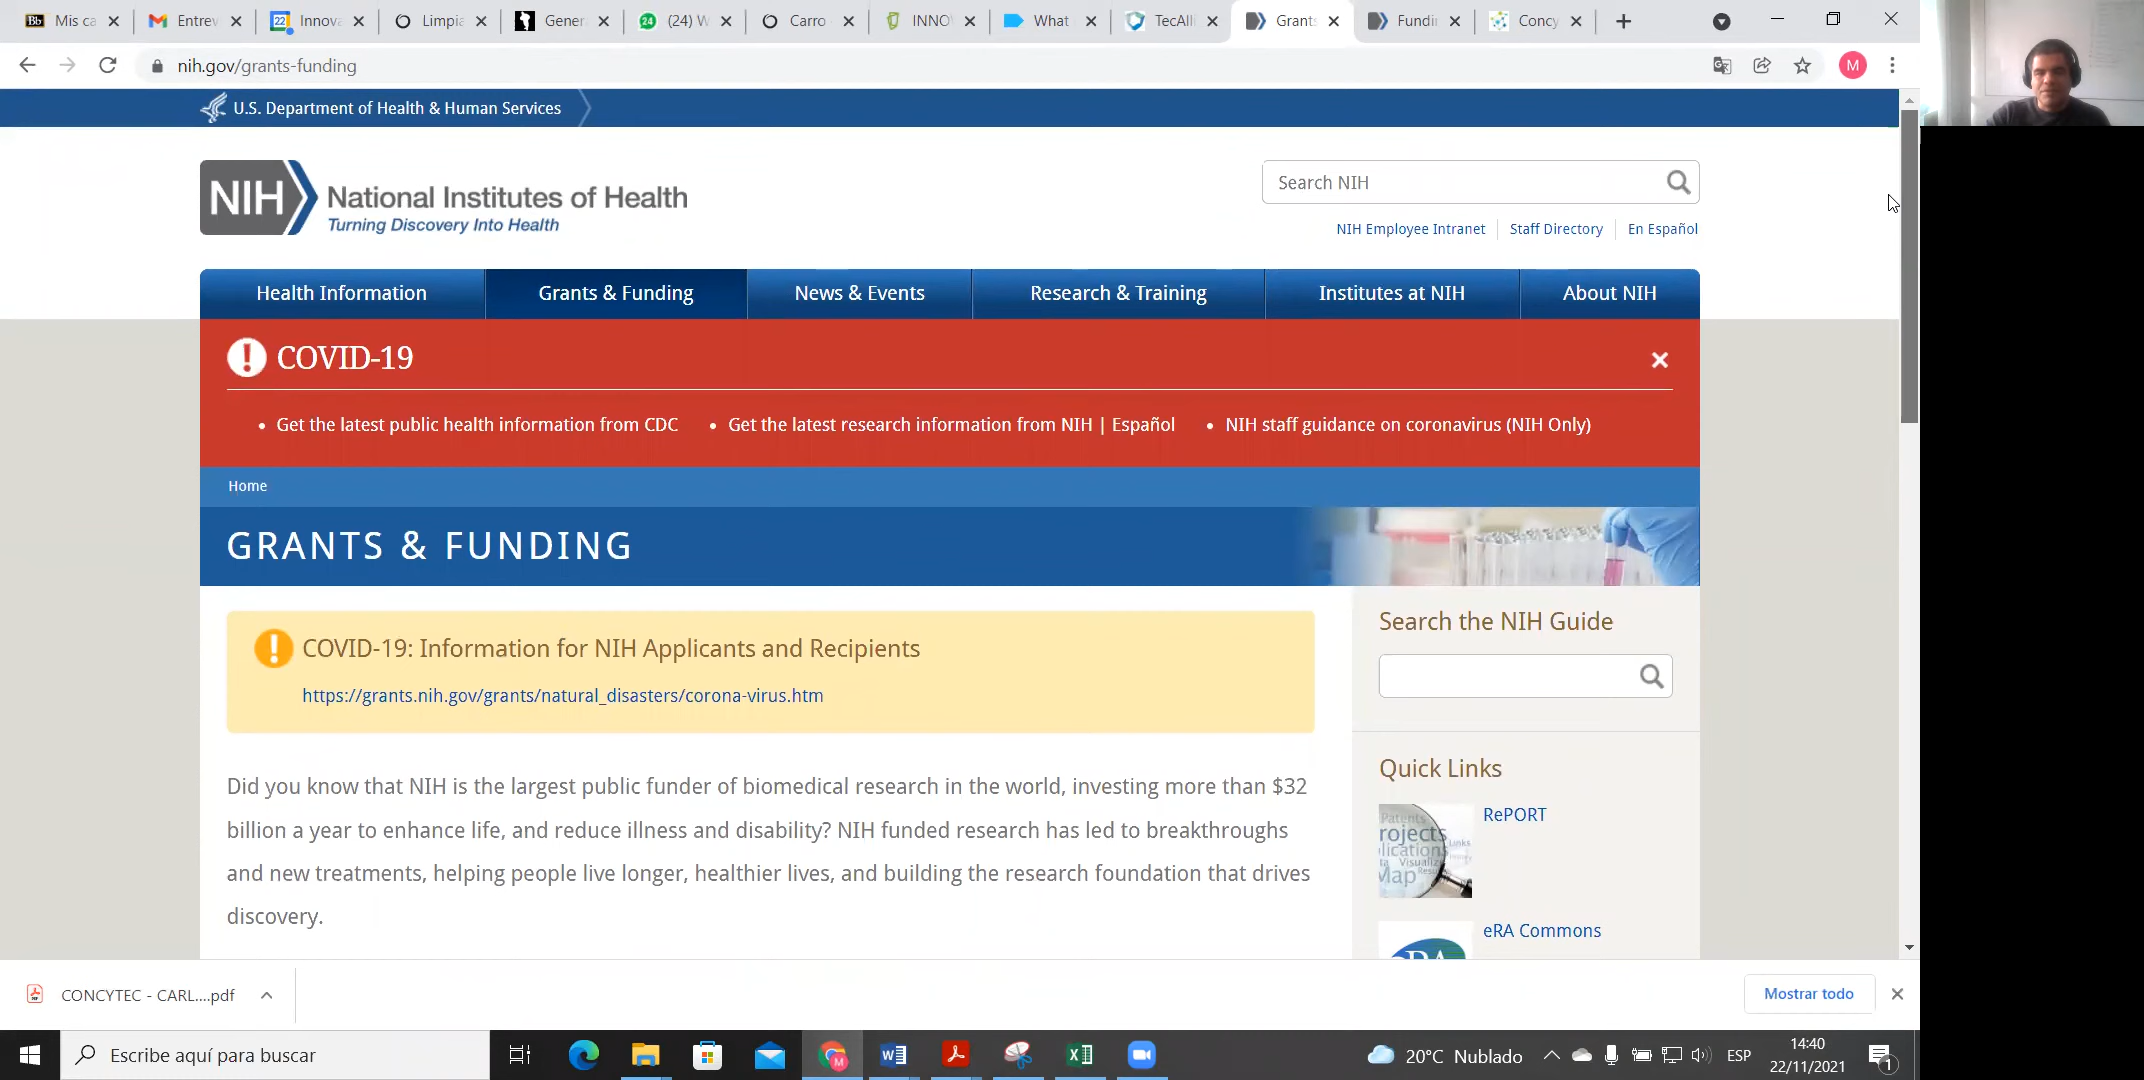 Mis ca
Entrev
Innova
Limpia
Gener
(24) W
Carro
INNO
What
TecAlli
Grants
Fundi
Concy
nih.gov/grants-funding
M
U.S. Department of Health & Human Services
NIH National Institutes of Health
Turning Discovery Into Health
Search NIH
NIH Employee Intranet
Staff Directory
En Español
Health Information
Grants & Funding
News & Events
Research & Training
Institutes at NIH
About NIH
COVID-19
Get the latest public health information from CDC
Get the latest research information from NIH | Español
NIH staff guidance on coronavirus (NIH Only)
Home
GRANTS & FUNDING
COVID-19: Information for NIH Applicants and Recipients
https://grants.nih.gov/grants/natural_disasters/corona-virus.htm
Did you know that NIH is the largest public funder of biomedical research in the world, investing more than $32
billion a year to enhance life, and reduce illness and disability? NIH funded research has led to breakthroughs
and new treatments, helping people live longer, healthier lives, and building the research foundation that drives
discovery.
Search the NIH Guide
Quick Links
RePORT
eRA Commons
CONCYTEC - CARL....pdf
Mostrar todo
Escribe aquí para buscar
20°C Nublado
ESP
14:40
22/11/2021
1